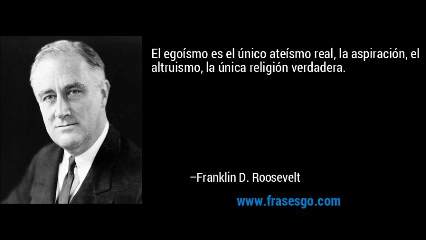 El egoísmo es el único ateísmo real, la aspiración, el
altruismo, la única religión verdadera.
–Franklin D. Roosevelt
www.frasesgo.com